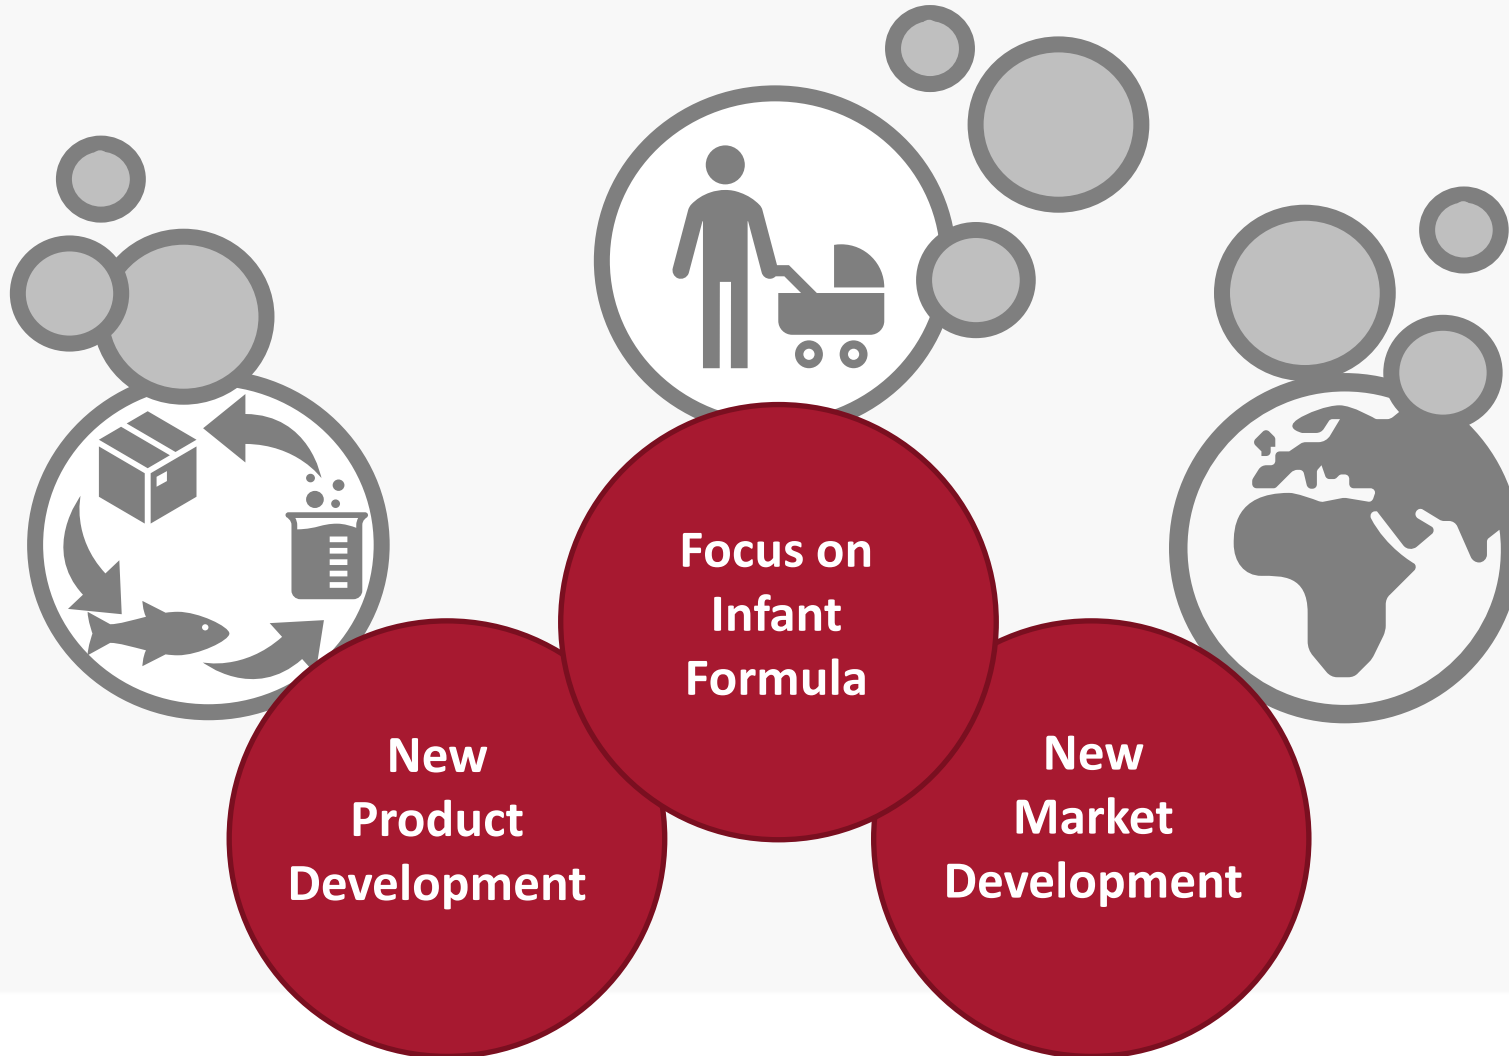 Focus on
Infant
Formula
New
Product
Development
New
Market
Development